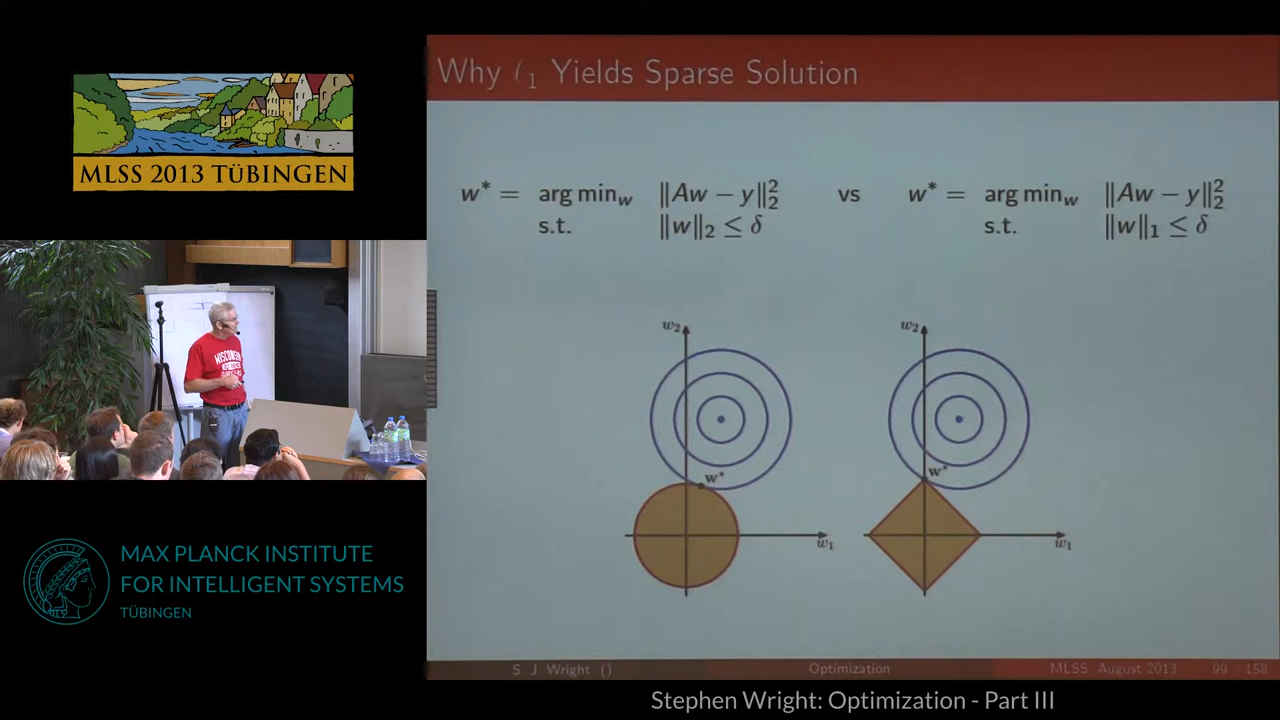 MLSS 2013 TÜBINGEN
Why ℓ₁ Yields Sparse Solution
w* = arg min_w ‖Aw − y‖₂² vs w* = arg min_w ‖Aw − y‖₂²
s.t. ‖w‖₂ ≤ δ s.t. ‖w‖₁ ≤ δ
w₂ w₂
w* w*
w₁ w₁
WISCONSIN
MAX PLANCK INSTITUTE
FOR INTELLIGENT SYSTEMS
TÜBINGEN
S. J. Wright () Optimization MLSS, August 2013 99 / 158
Stephen Wright: Optimization - Part III